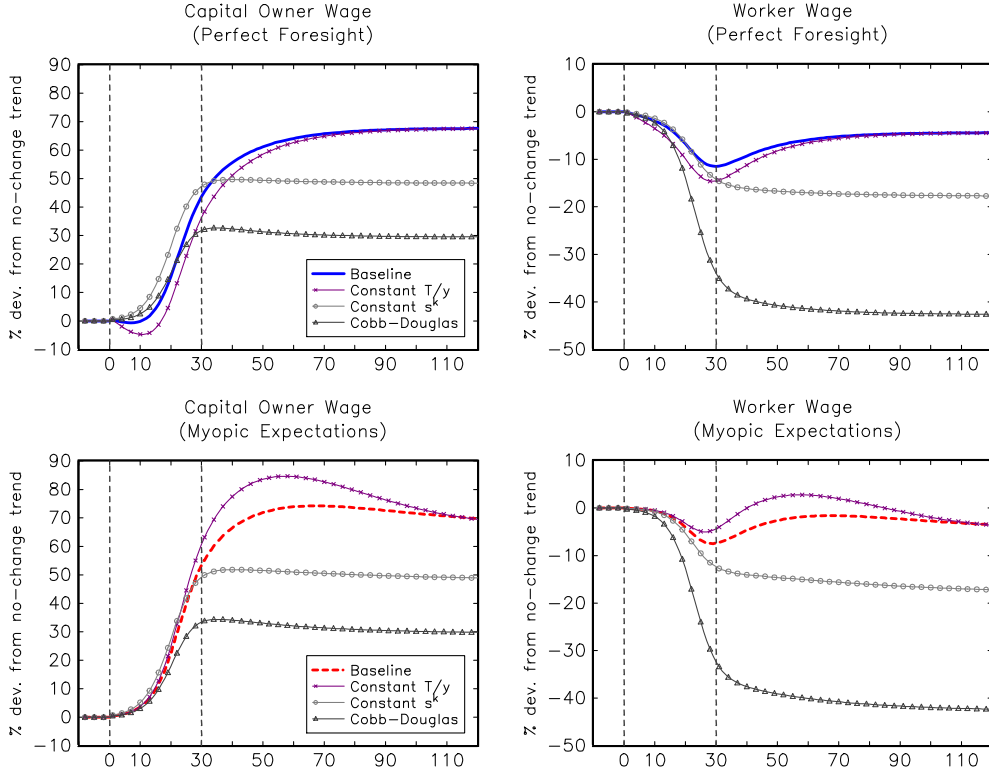 Capital Owner Wage
(Perfect Foresight)
% dev. from no-change trend
90
80
70
60
50
40
30
20
10
0
−10
0 10 30 50 70 90 110
Baseline
Constant T/y
Constant s^k
Cobb-Douglas
Worker Wage
(Perfect Foresight)
% dev. from no-change trend
10
0
−10
−20
−30
−40
−50
0 10 30 50 70 90 110
Capital Owner Wage
(Myopic Expectations)
% dev. from no-change trend
90
80
70
60
50
40
30
20
10
0
−10
0 10 30 50 70 90 110
Baseline
Constant T/y
Constant s^k
Cobb-Douglas
Worker Wage
(Myopic Expectations)
% dev. from no-change trend
10
0
−10
−20
−30
−40
−50
0 10 30 50 70 90 110